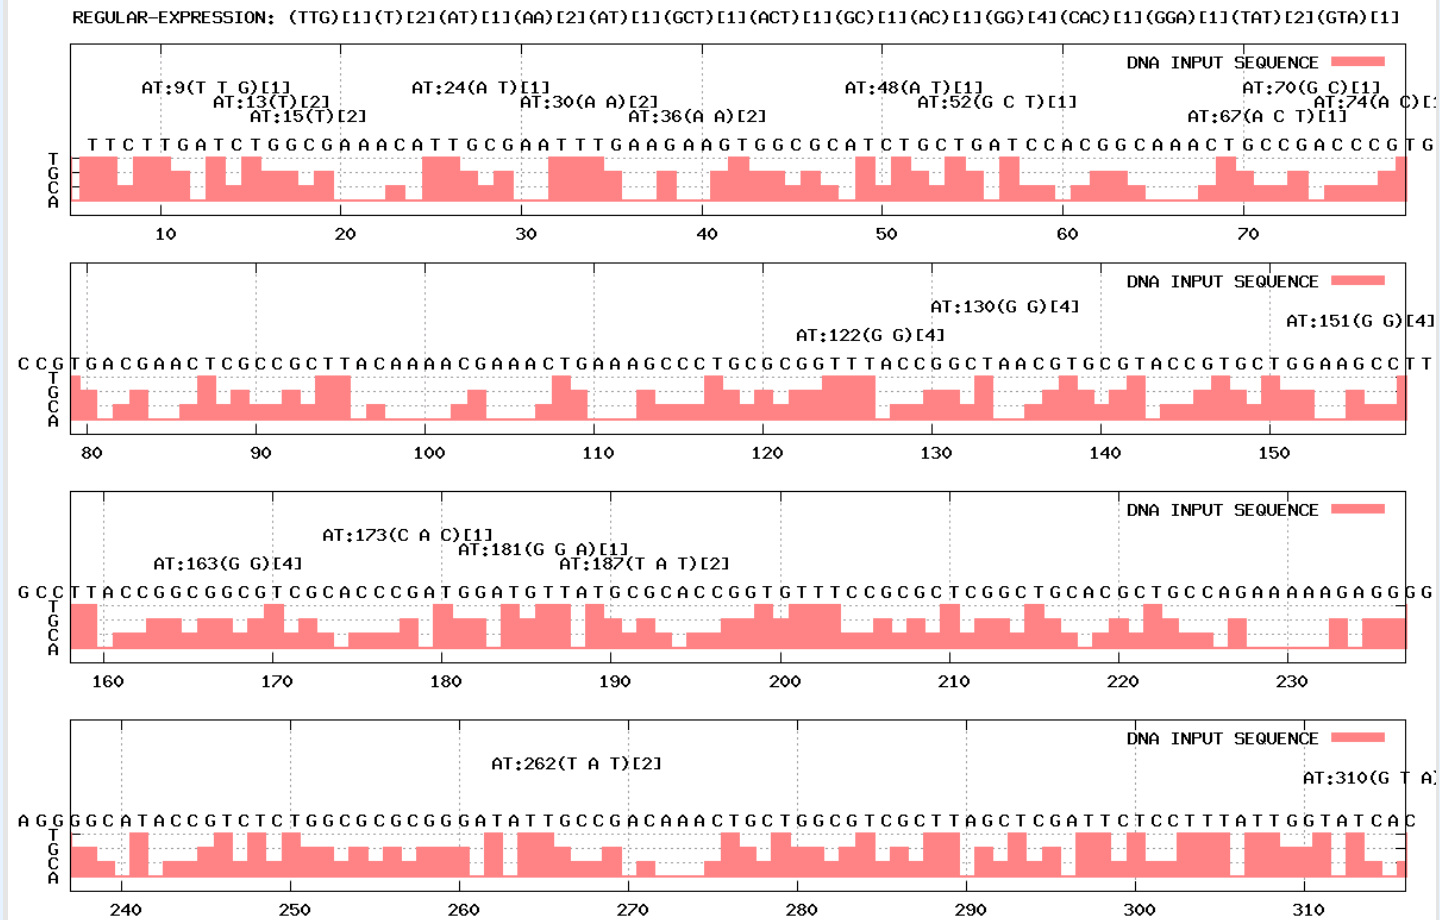 REGULAR-EXPRESSION: (TTG)[1](T)[2](AT)[1](AA)[2](AT)[1](GCT)[1](ACT)[1](GC)[1](AC)[1](GG)[4](CAC)[1](GGA)[1](TAT)[2](GTA)[1]
DNA INPUT SEQUENCE
AT:9(T T G)[1] AT:24(A T)[1] AT:48(A T)[1] AT:70(G C)[1]
AT:13(T)[2] AT:30(A A)[2] AT:52(G C T)[1] AT:74(A C)[1
AT:15(T)[2] AT:36(A A)[2] AT:67(A C T)[1]
T T C T T G A T C T G G C G A A A C A T T G C G A A T T T G A A G A A G T G G C G C A T C T G C T G A T C C A C G G C A A A C T G C C G A C C C G T G
T
G
C
A
10 20 30 40 50 60 70
DNA INPUT SEQUENCE
AT:130(G G)[4]
AT:151(G G)[4]
AT:122(G G)[4]
C C G T G A C G A A C T C G C C G C T T A C A A A A C G A A A C T G A A A G C C C T G C G C G G T T T A C C G G C T A A C G T G C G T A C C G T G C T G G A A G C C T T
T
G
C
A
80 90 100 110 120 130 140 150
DNA INPUT SEQUENCE
AT:173(C A C)[1]
AT:181(G G A)[1]
AT:163(G G)[4] AT:187(T A T)[2]
G C C T T A C C G G C G G C G T C G C A C C C G A T G G A T G T T A T G C G C A C C G G T G T T T C C G C G C T C G G C T G C A C G C T G C C A G A A A A A G A G G G G
T
G
C
A
160 170 180 190 200 210 220 230
DNA INPUT SEQUENCE
AT:262(T A T)[2]
AT:310(G T A)
A G G G G C A T A C C G T C T C T G G C G C G C G G G A T A T T G C C G A C A A A C T G C T G G C G T C G C T T A G C T C G A T T C T C C T T T A T T G G T A T C A C
T
G
C
A
240 250 260 270 280 290 300 310